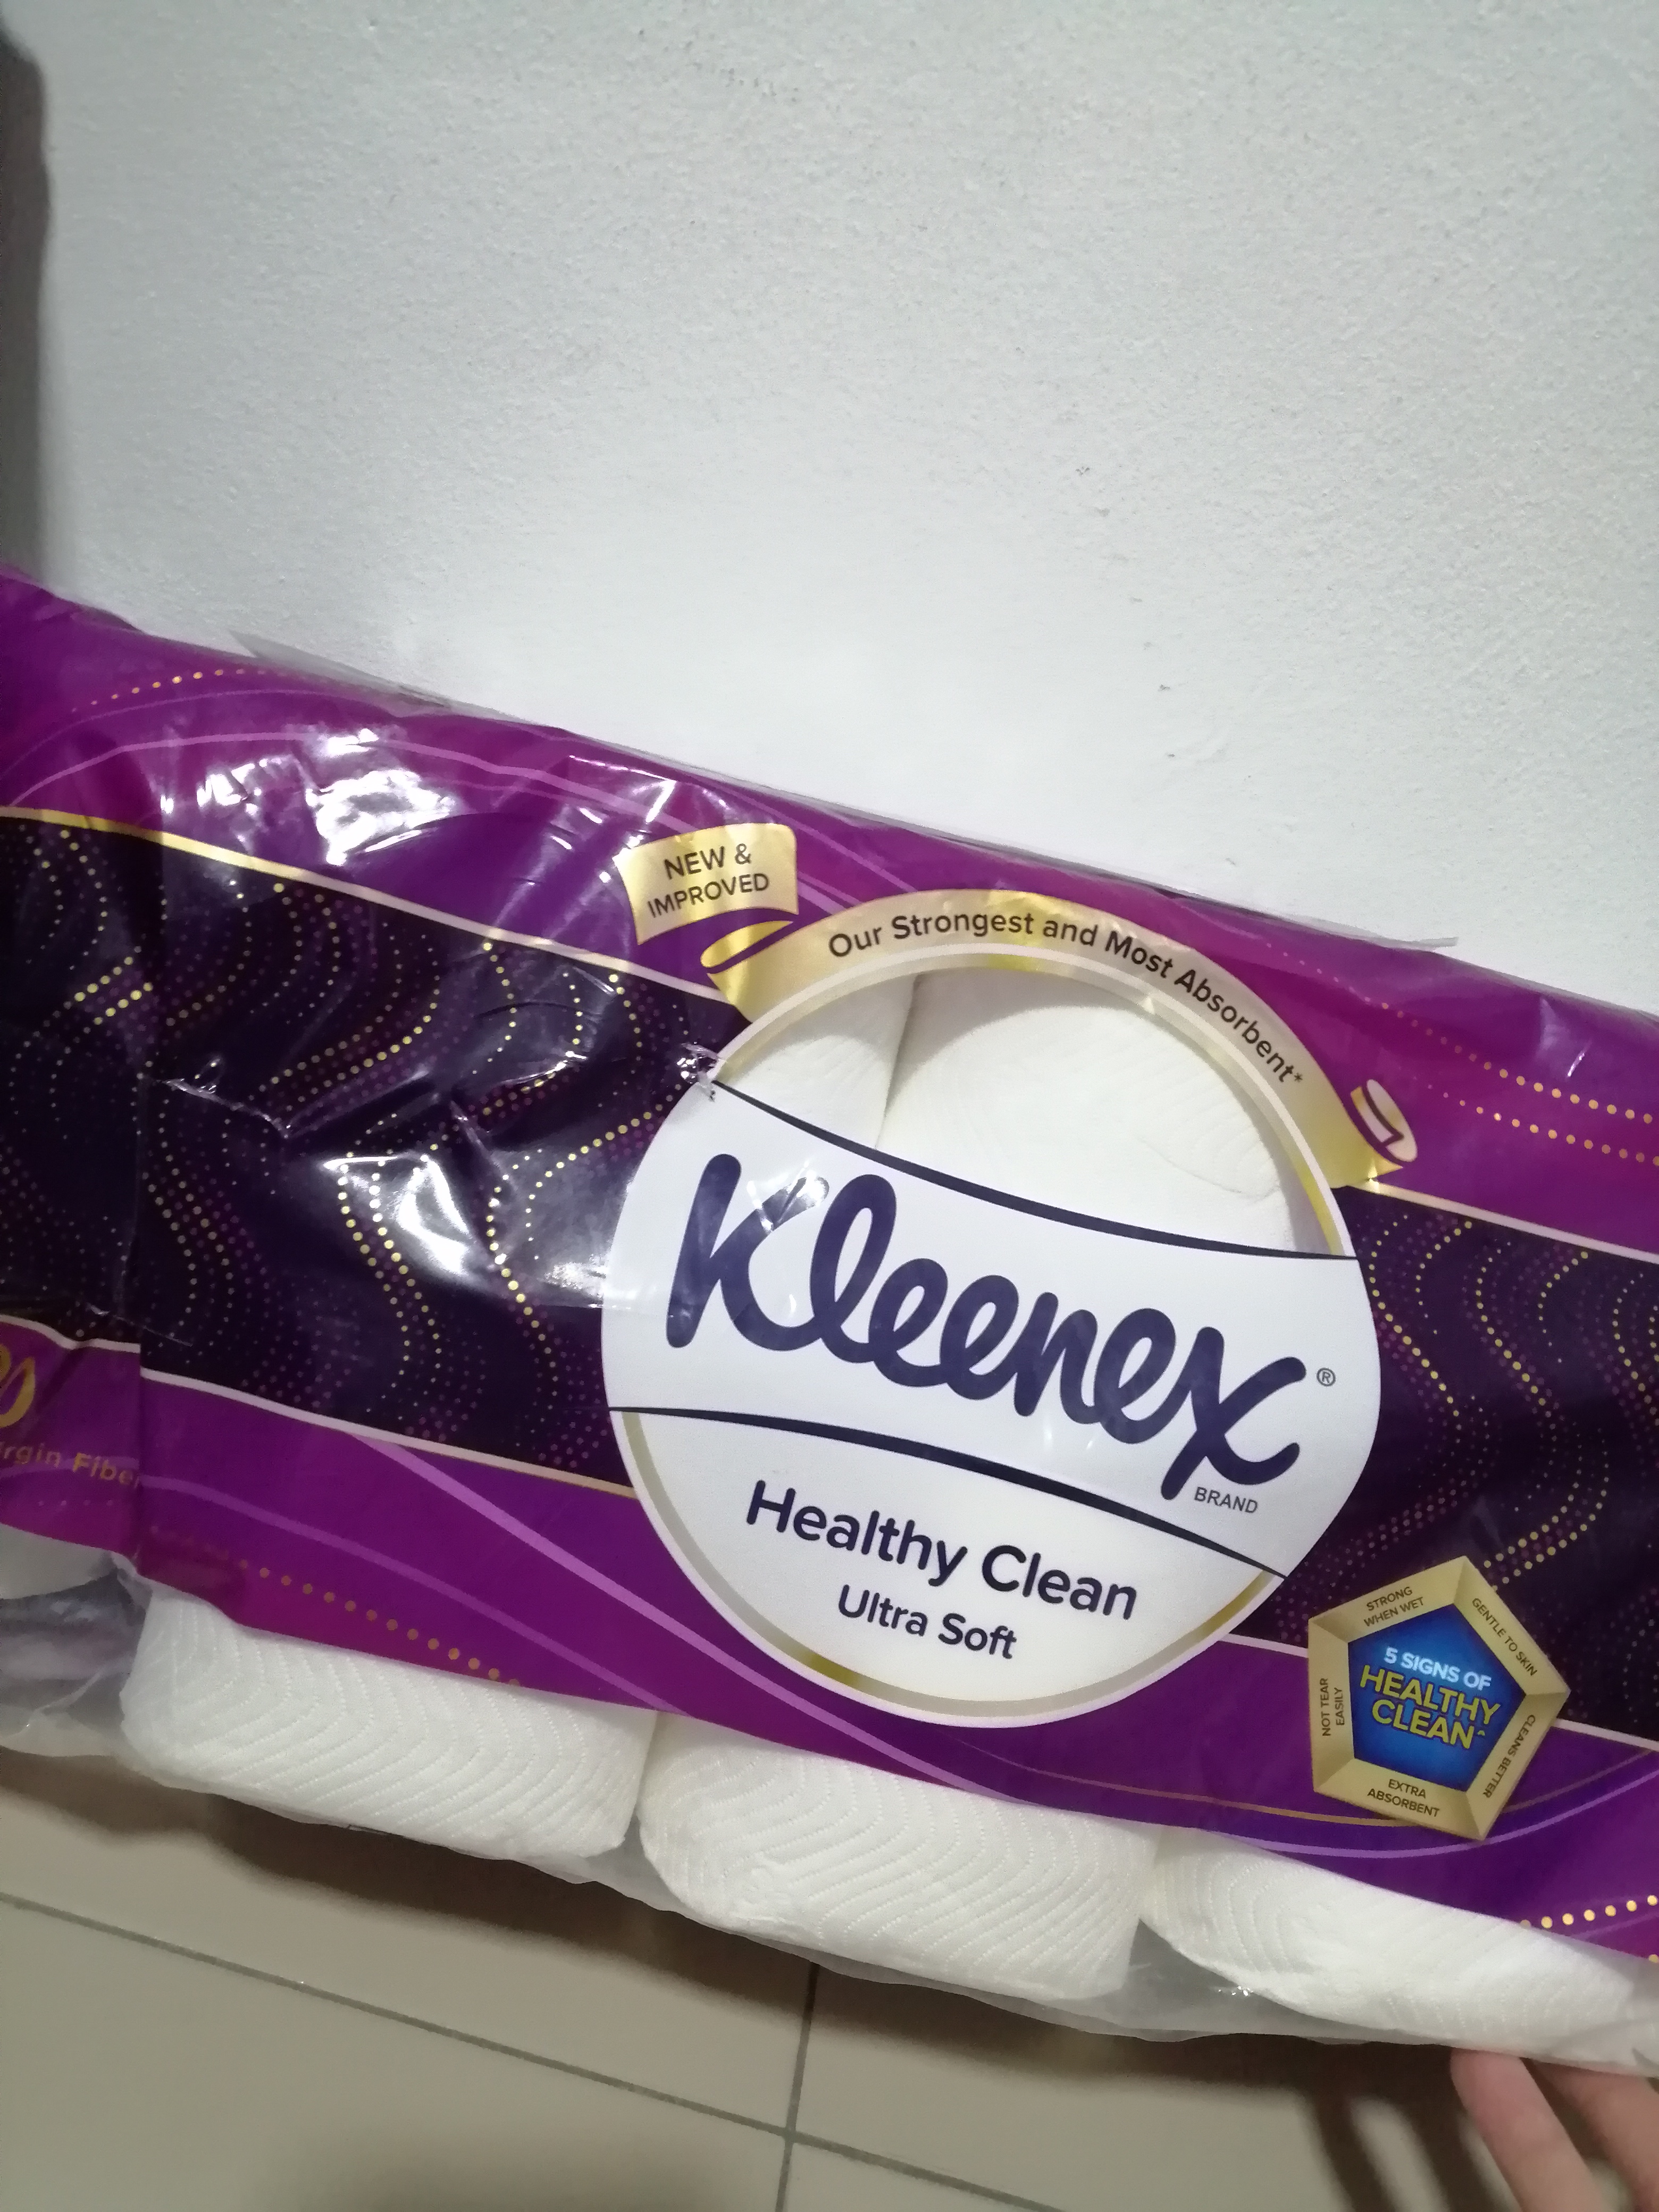 NEW &
IMPROVED
Our Strongest and Most Absorbent*
Kleenex®
BRAND
Healthy Clean
Ultra Soft
STRONG
WHEN WET
GENTLE TO SKIN
NOT TEAR
EASILY
5 SIGNS OF
HEALTHY
CLEAN^
CLEANS BETTER
EXTRA
ABSORBENT